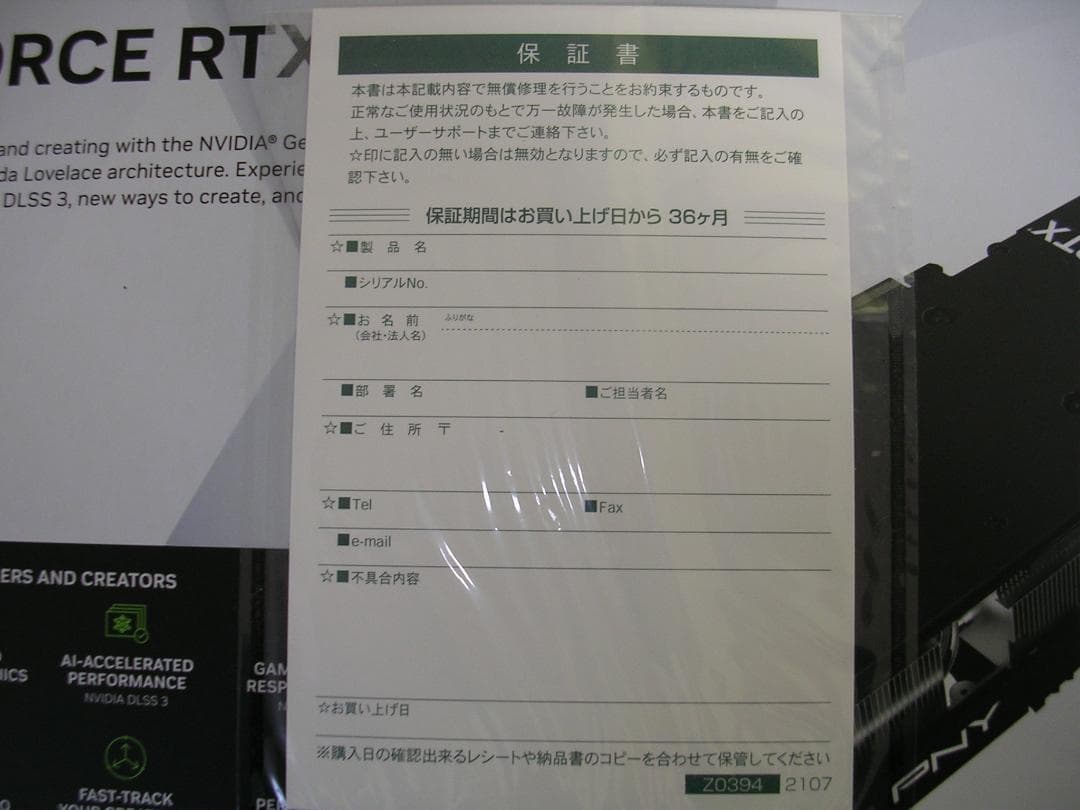 ORCE RTX
and creating with the NVIDIA® Ge
da Lovelace architecture. Experie
DLSS 3, new ways to create, and
保証書
本書は本記載内容で無償修理を行うことをお約束するものです。
正常なご使用状況のもとで万一故障が発生した場合、本書をご記入の
上、ユーザーサポートまでご連絡下さい。
☆印に記入の無い場合は無効となりますので、必ず記入の有無をご確
認下さい。
保証期間はお買い上げ日から 36ヶ月
☆■製品名
■シリアルNo.
☆■お名前 ふりがな
(会社・法人名)
■部署名 ■ご担当者名
☆■ご住所 〒 -
☆■Tel ■Fax
■e-mail
☆■不具合内容
☆お買い上げ日
※購入日の確認出来るレシートや納品書のコピーを合わせて保管してください
Z0394 2107
ERS AND CREATORS
AI-ACCELERATED
PERFORMANCE
NVIDIA DLSS 3
ICS
GAM
RESP
FAST-TRACK
YOUR CREATI
PE
RTX
PNY